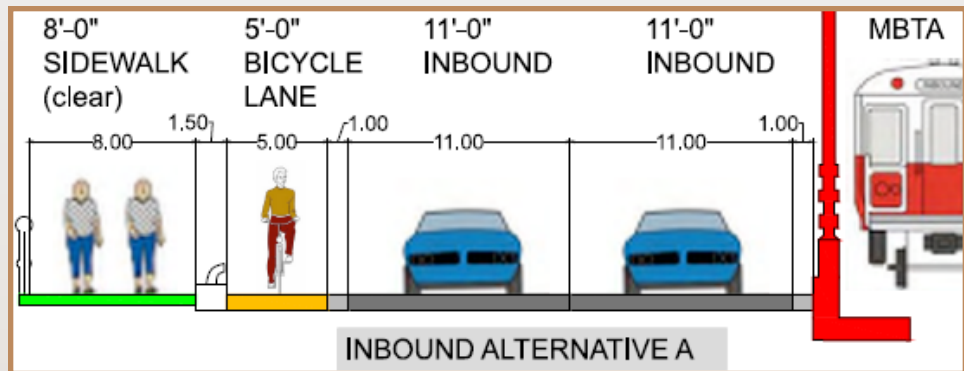 8'-0"
SIDEWALK
(clear)
5'-0"
BICYCLE
LANE
11'-0"
INBOUND
11'-0"
INBOUND
MBTA
8.00
1.50
5.00
1.00
11.00
11.00
1.00
INBOUND ALTERNATIVE A